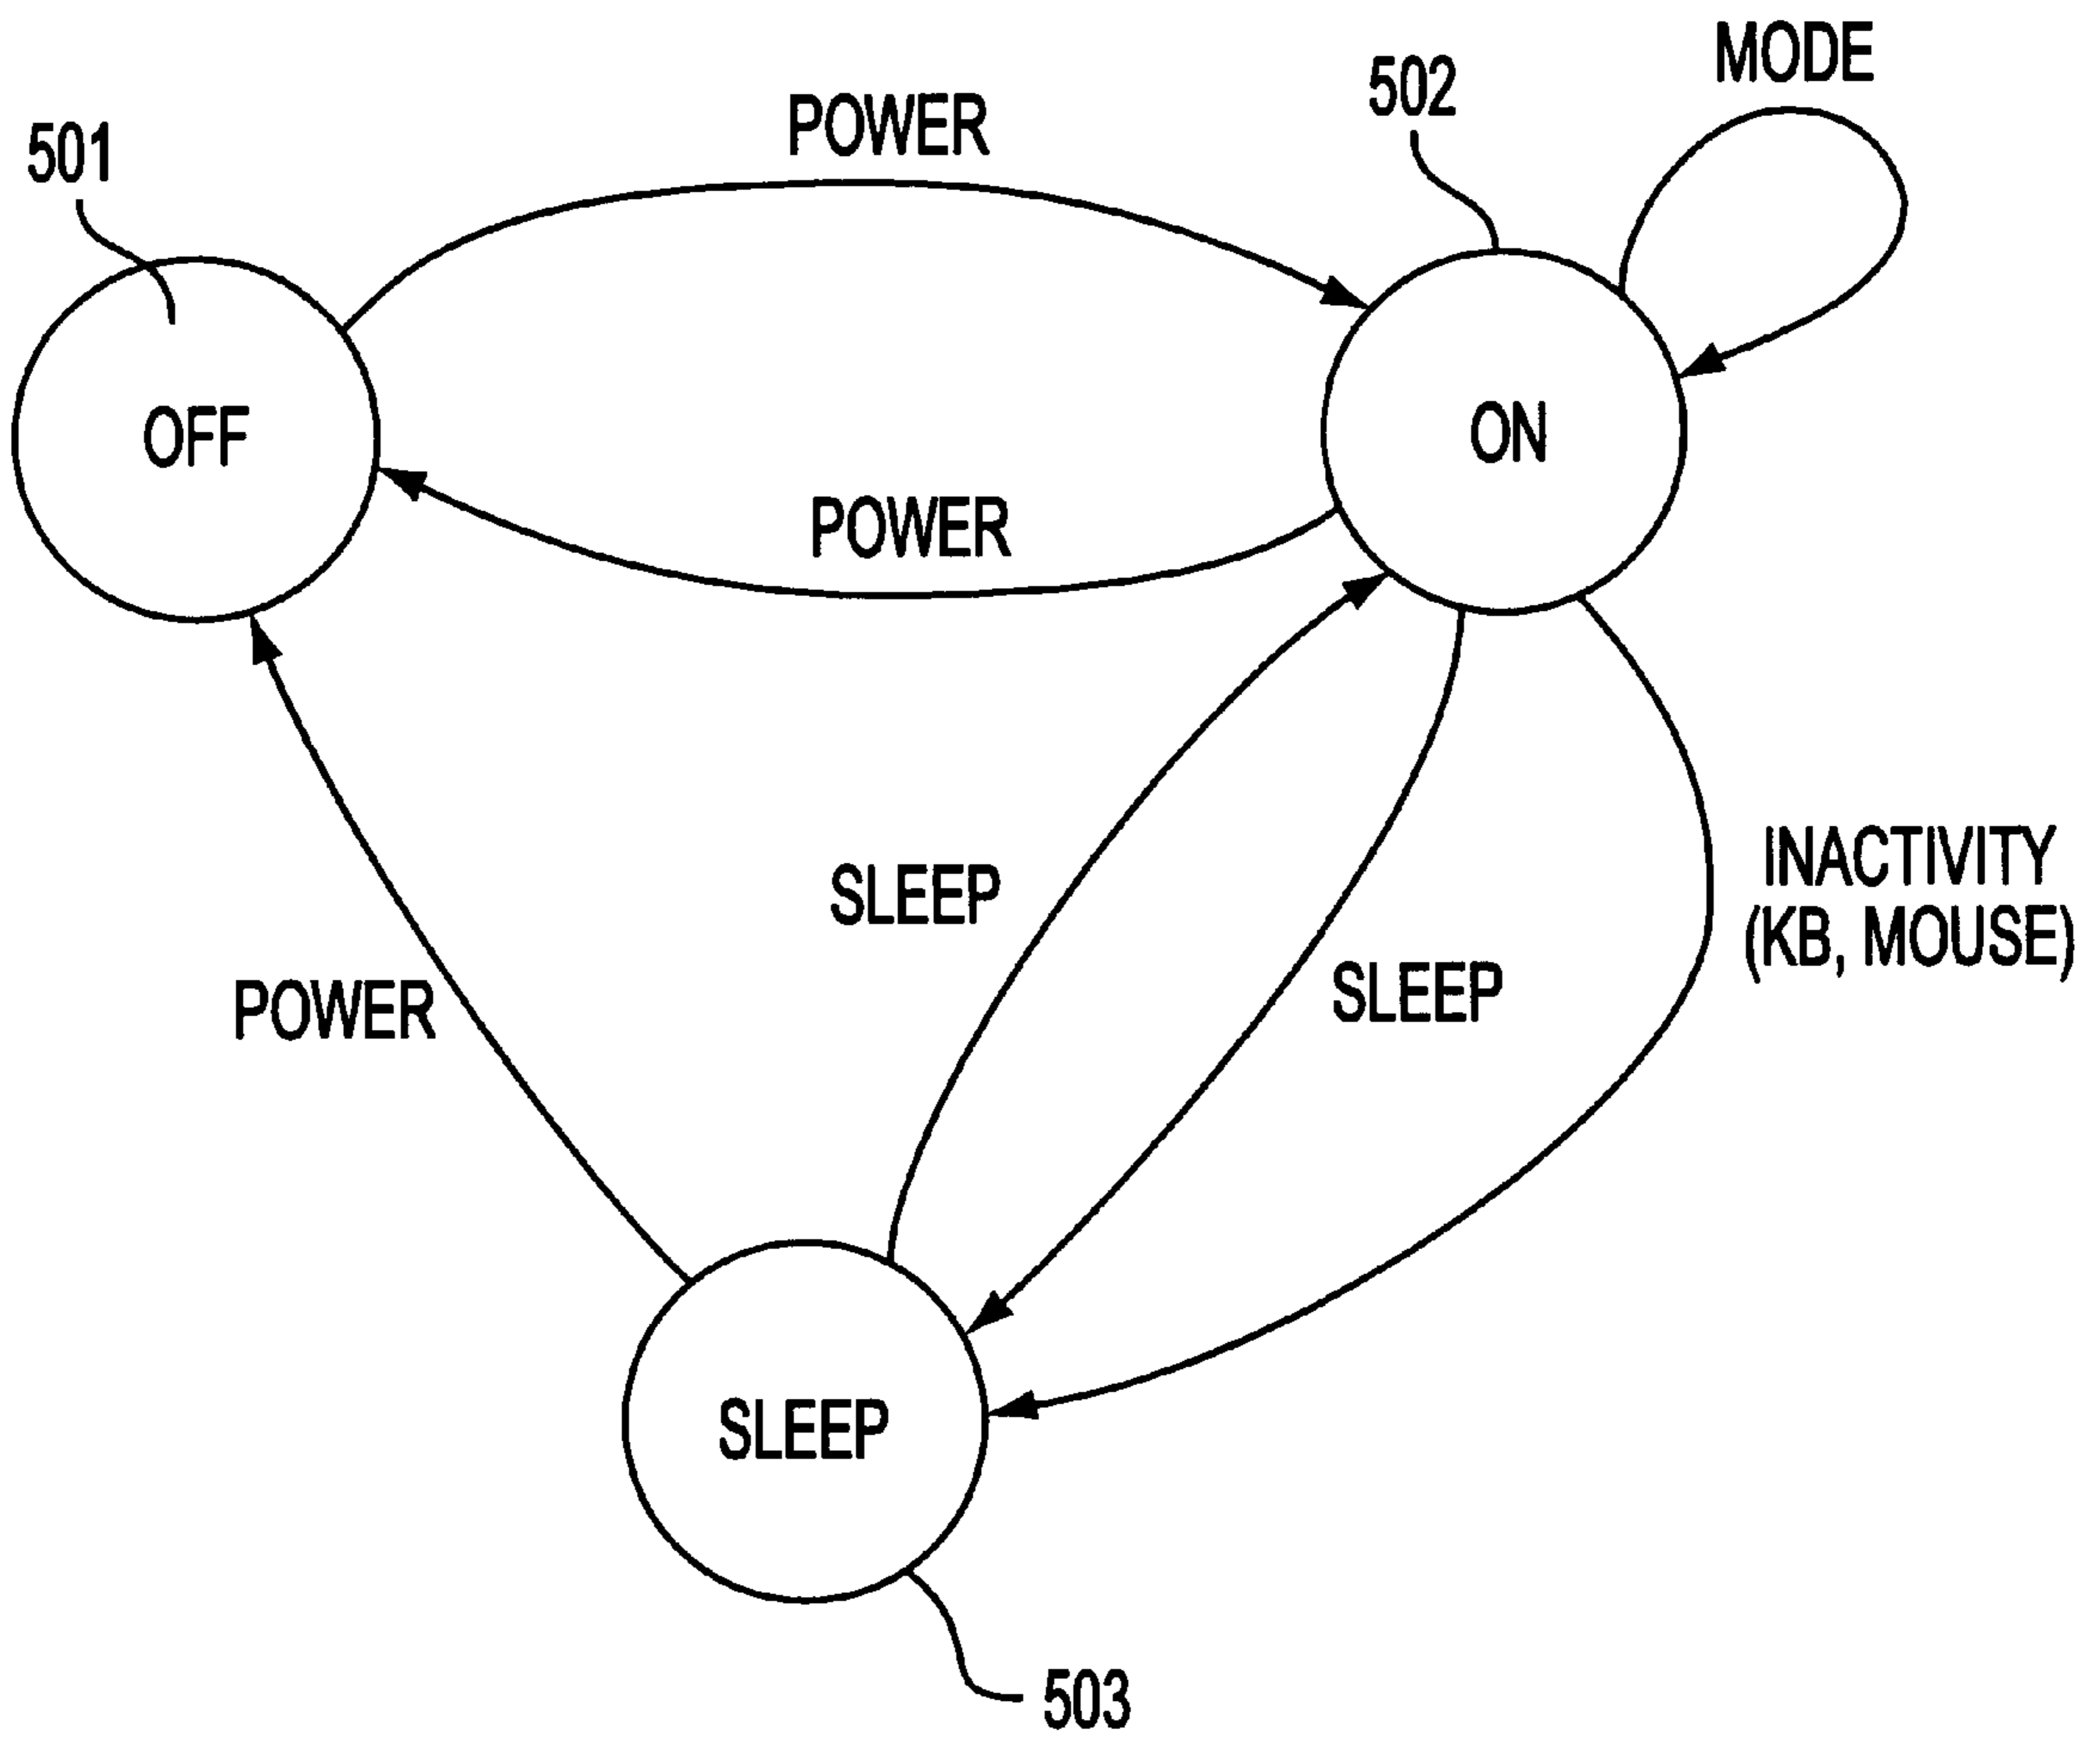 MODE
502
POWER
501
OFF
ON
POWER
INACTIVITY
(KB, MOUSE)
SLEEP
SLEEP
POWER
SLEEP
503